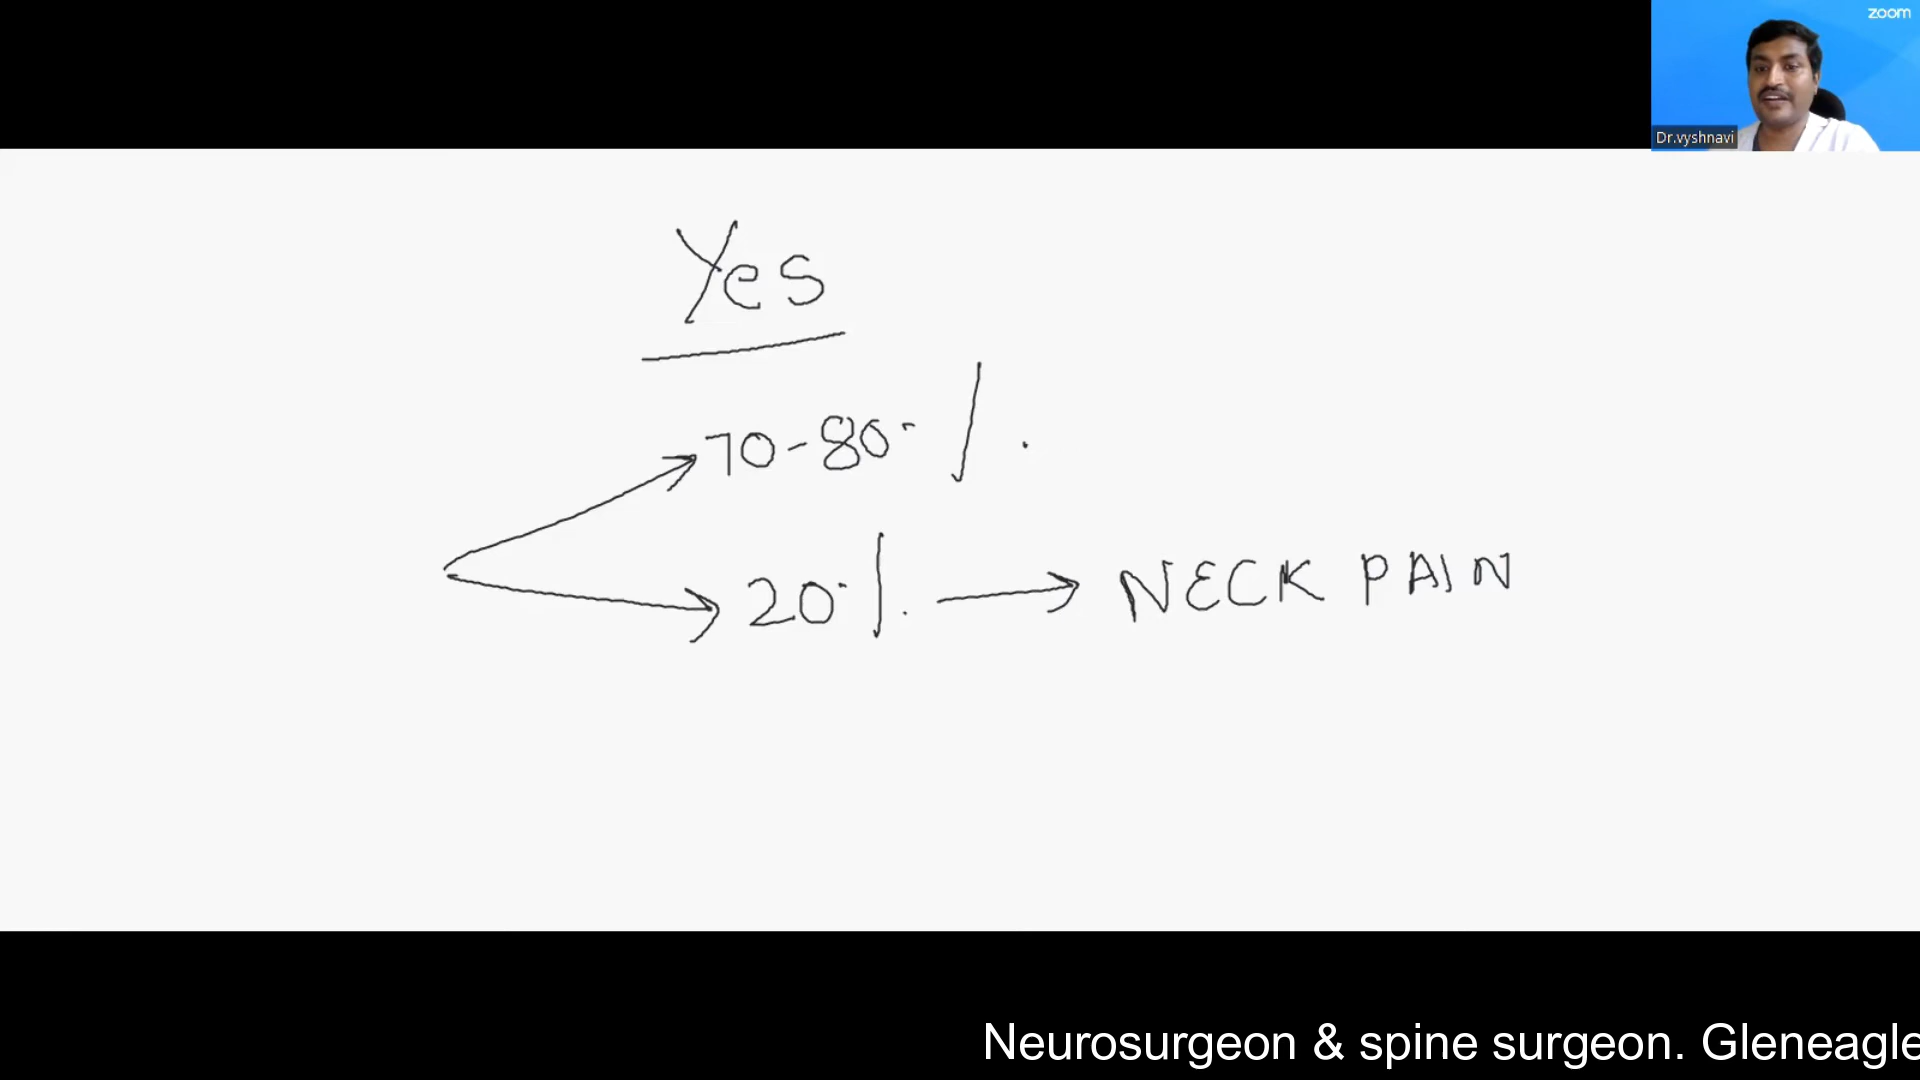 zoom
Dr.vyshnavi
Yes
70-80%.
20%. → NECK PAIN
Neurosurgeon & spine surgeon. Gleneagle